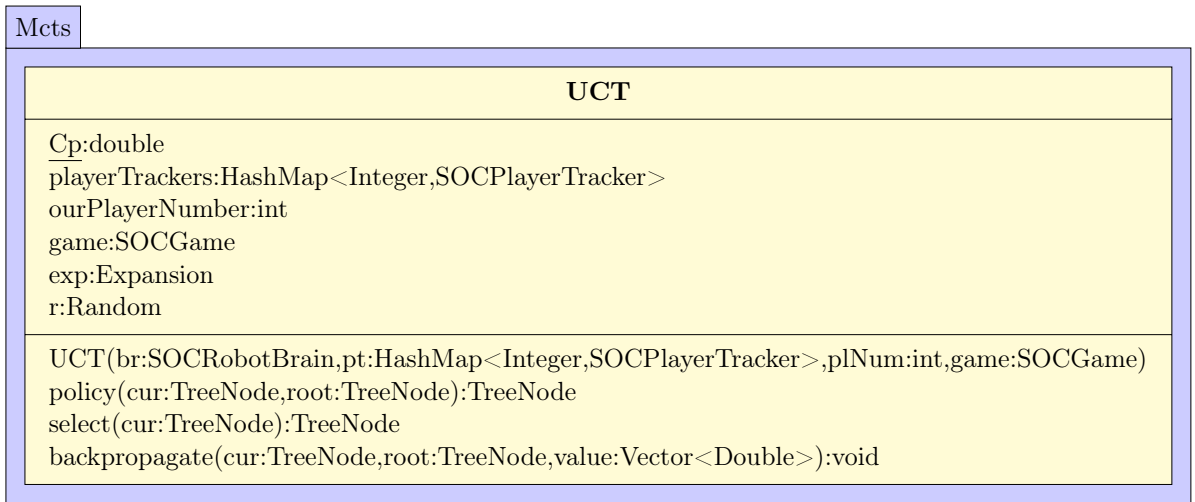 Mcts
UCT
Cp:double
playerTrackers:HashMap<Integer,SOCPlayerTracker>
ourPlayerNumber:int
game:SOCGame
exp:Expansion
r:Random
UCT(br:SOCRobotBrain,pt:HashMap<Integer,SOCPlayerTracker>,plNum:int,game:SOCGame)
policy(cur:TreeNode,root:TreeNode):TreeNode
select(cur:TreeNode):TreeNode
backpropagate(cur:TreeNode,root:TreeNode,value:Vector<Double>):void